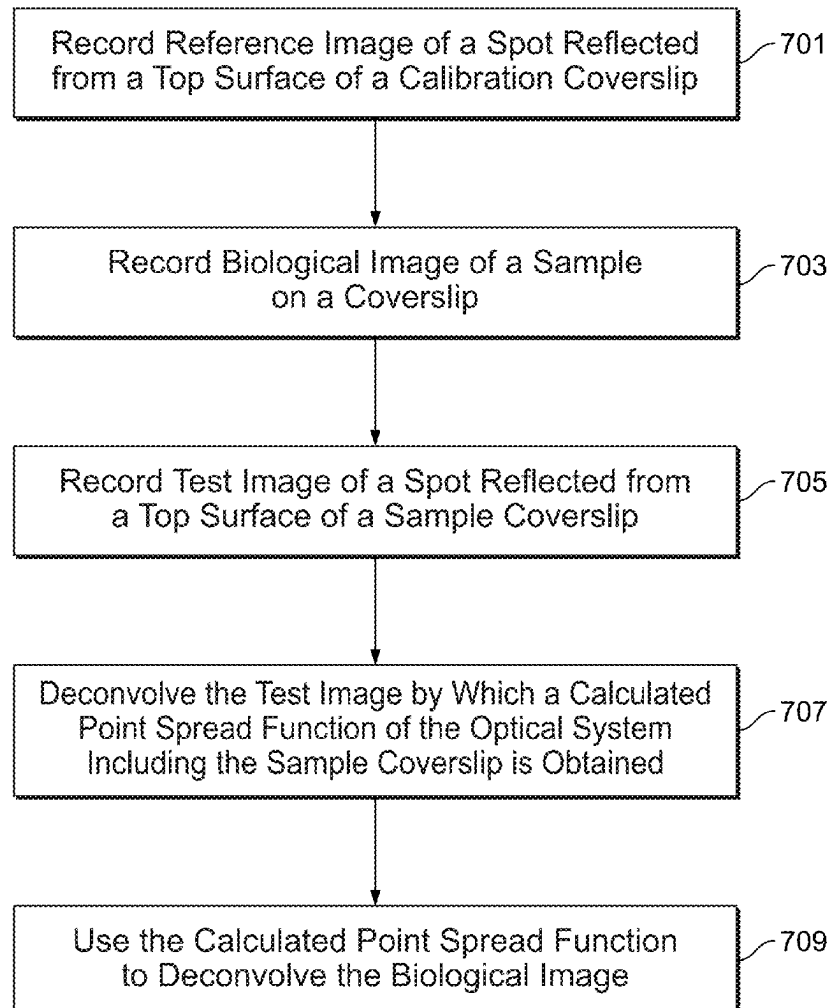 Record Reference Image of a Spot Reflected
from a Top Surface of a Calibration Coverslip
701
Record Biological Image of a Sample
on a Coverslip
703
Record Test Image of a Spot Reflected from
a Top Surface of a Sample Coverslip
705
Deconvolve the Test Image by Which a Calculated
Point Spread Function of the Optical System
Including the Sample Coverslip is Obtained
707
Use the Calculated Point Spread Function
to Deconvolve the Biological Image
709